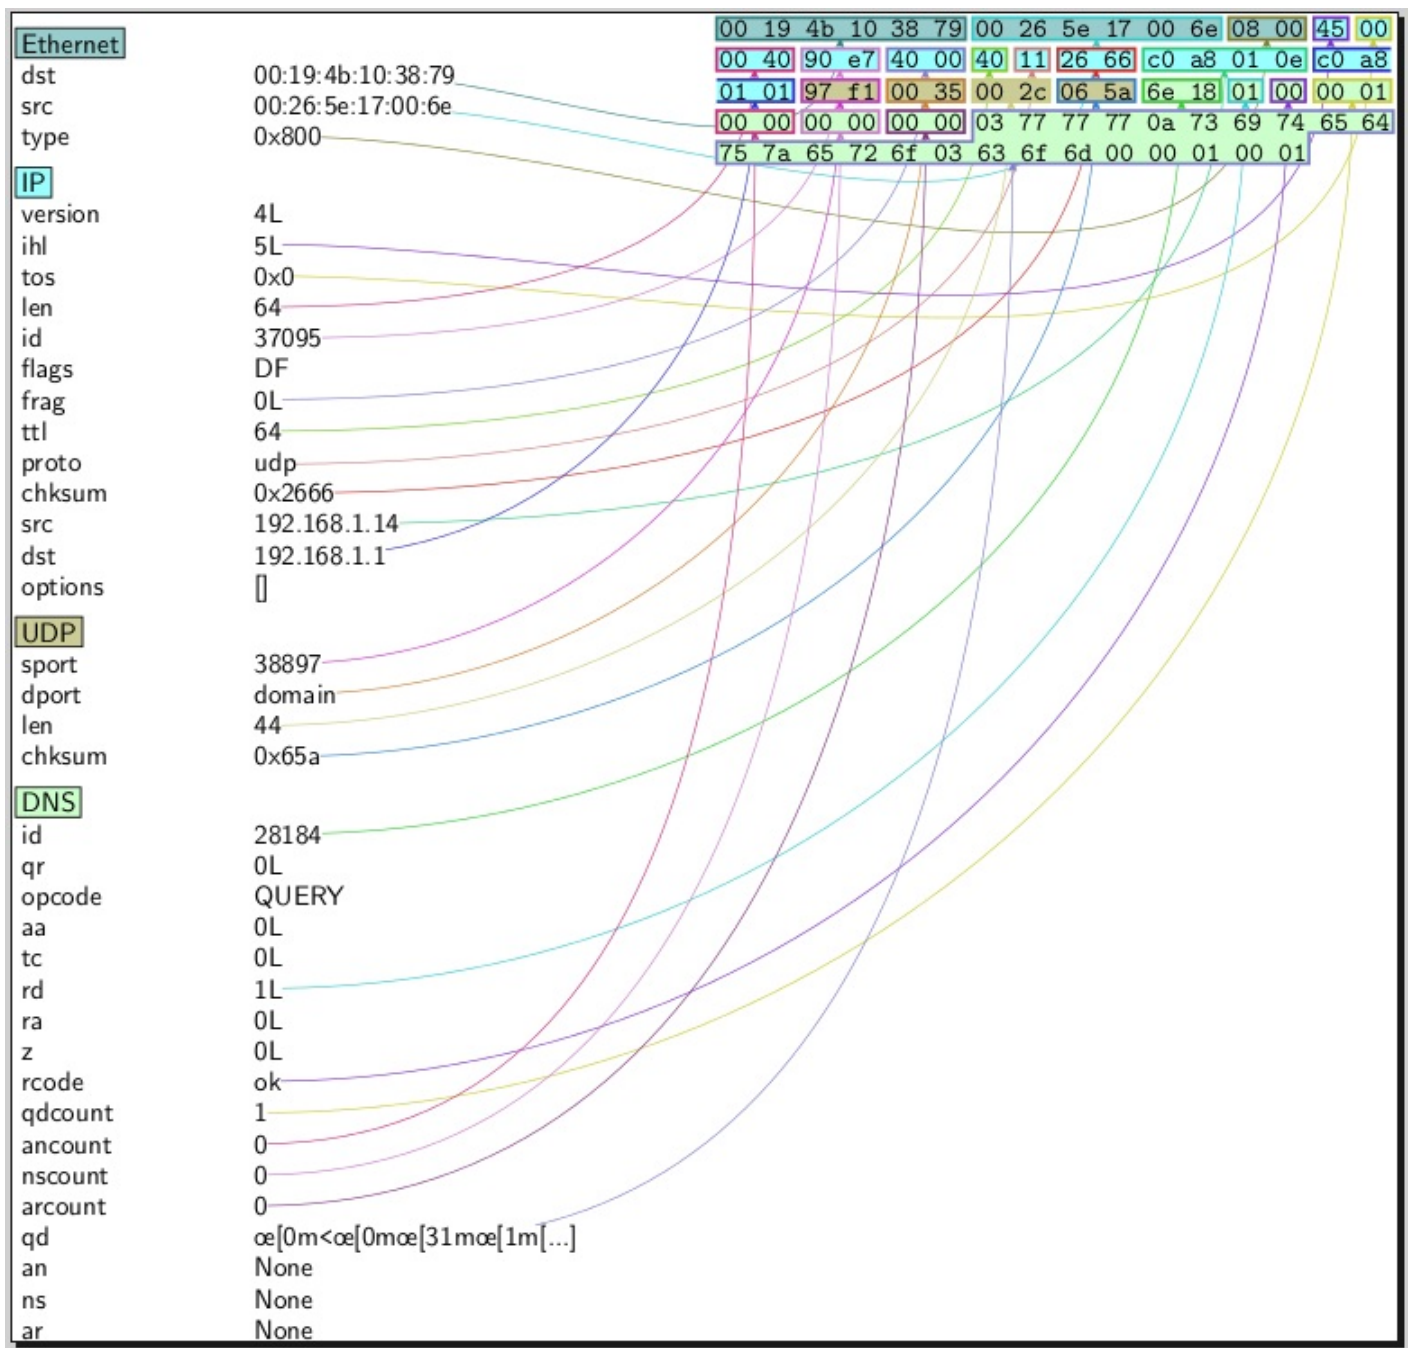 Ethernet
dst 00:19:4b:10:38:79
src 00:26:5e:17:00:6e
type 0x800
IP
version 4L
ihl 5L
tos 0x0
len 64
id 37095
flags DF
frag 0L
ttl 64
proto udp
chksum 0x2666
src 192.168.1.14
dst 192.168.1.1
options []
UDP
sport 38897
dport domain
len 44
chksum 0x65a
DNS
id 28184
qr 0L
opcode QUERY
aa 0L
tc 0L
rd 1L
ra 0L
z 0L
rcode ok
qdcount 1
ancount 0
nscount 0
arcount 0
qd œ[0m<œ[0mœ[31mœ[1m[...]
an None
ns None
ar None
00 19 4b 10 38 79 00 26 5e 17 00 6e 08 00 45 00
00 40 90 e7 40 00 40 11 26 66 c0 a8 01 0e c0 a8
01 01 97 f1 00 35 00 2c 06 5a 6e 18 01 00 00 01
00 00 00 00 00 00 03 77 77 77 0a 73 69 74 65 64
75 7a 65 72 6f 03 63 6f 6d 00 00 01 00 01